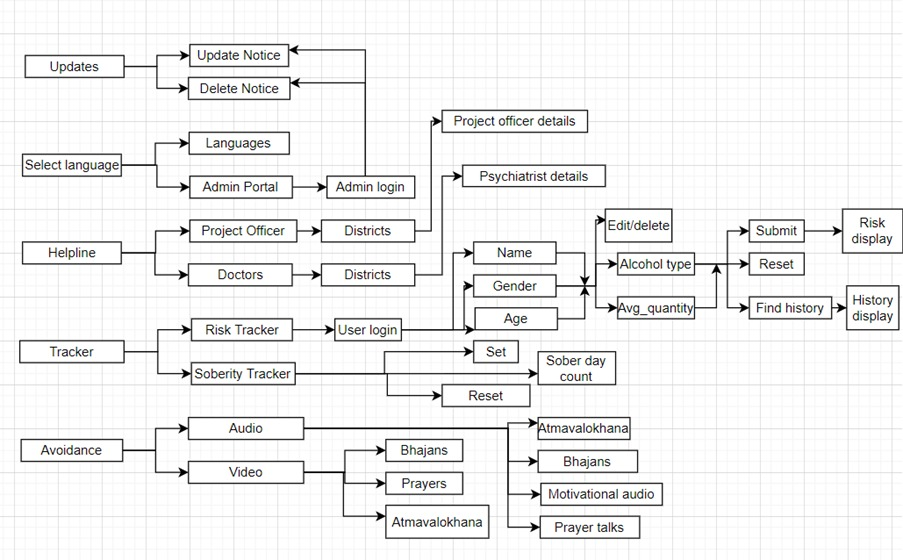 Updates
Update Notice
Delete Notice
Select language
Languages
Admin Portal
Admin login
Helpline
Project Officer
Districts
Project officer details
Doctors
Districts
Psychiatrist details
Tracker
Risk Tracker
User login
Name
Gender
Age
Edit/delete
Alcohol type
Avg_quantity
Submit
Risk
display
Reset
Find history
History
display
Soberity Tracker
Set
Sober day
count
Reset
Avoidance
Audio
Atmavalokhana
Bhajans
Motivational audio
Prayer talks
Video
Bhajans
Prayers
Atmavalokhana